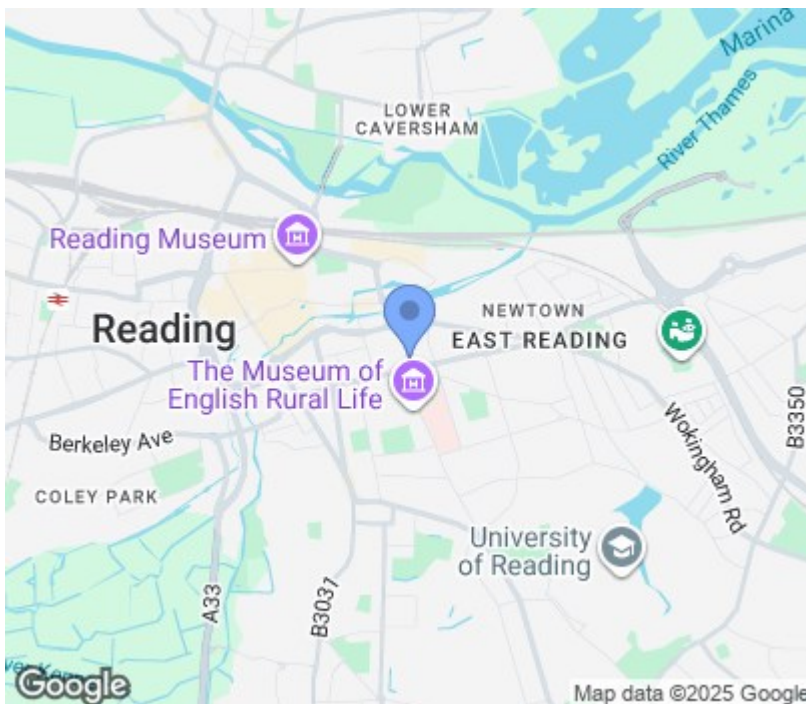 Marina
River Thames
LOWER
CAVERSHAM
Reading Museum
NEWTOWN
EAST READING
Reading
The Museum of
English Rural Life
Berkeley Ave
COLEY PARK
Wokingham Rd
B3350
University
of Reading
A33
B3031
Google
Map data ©2025 Google